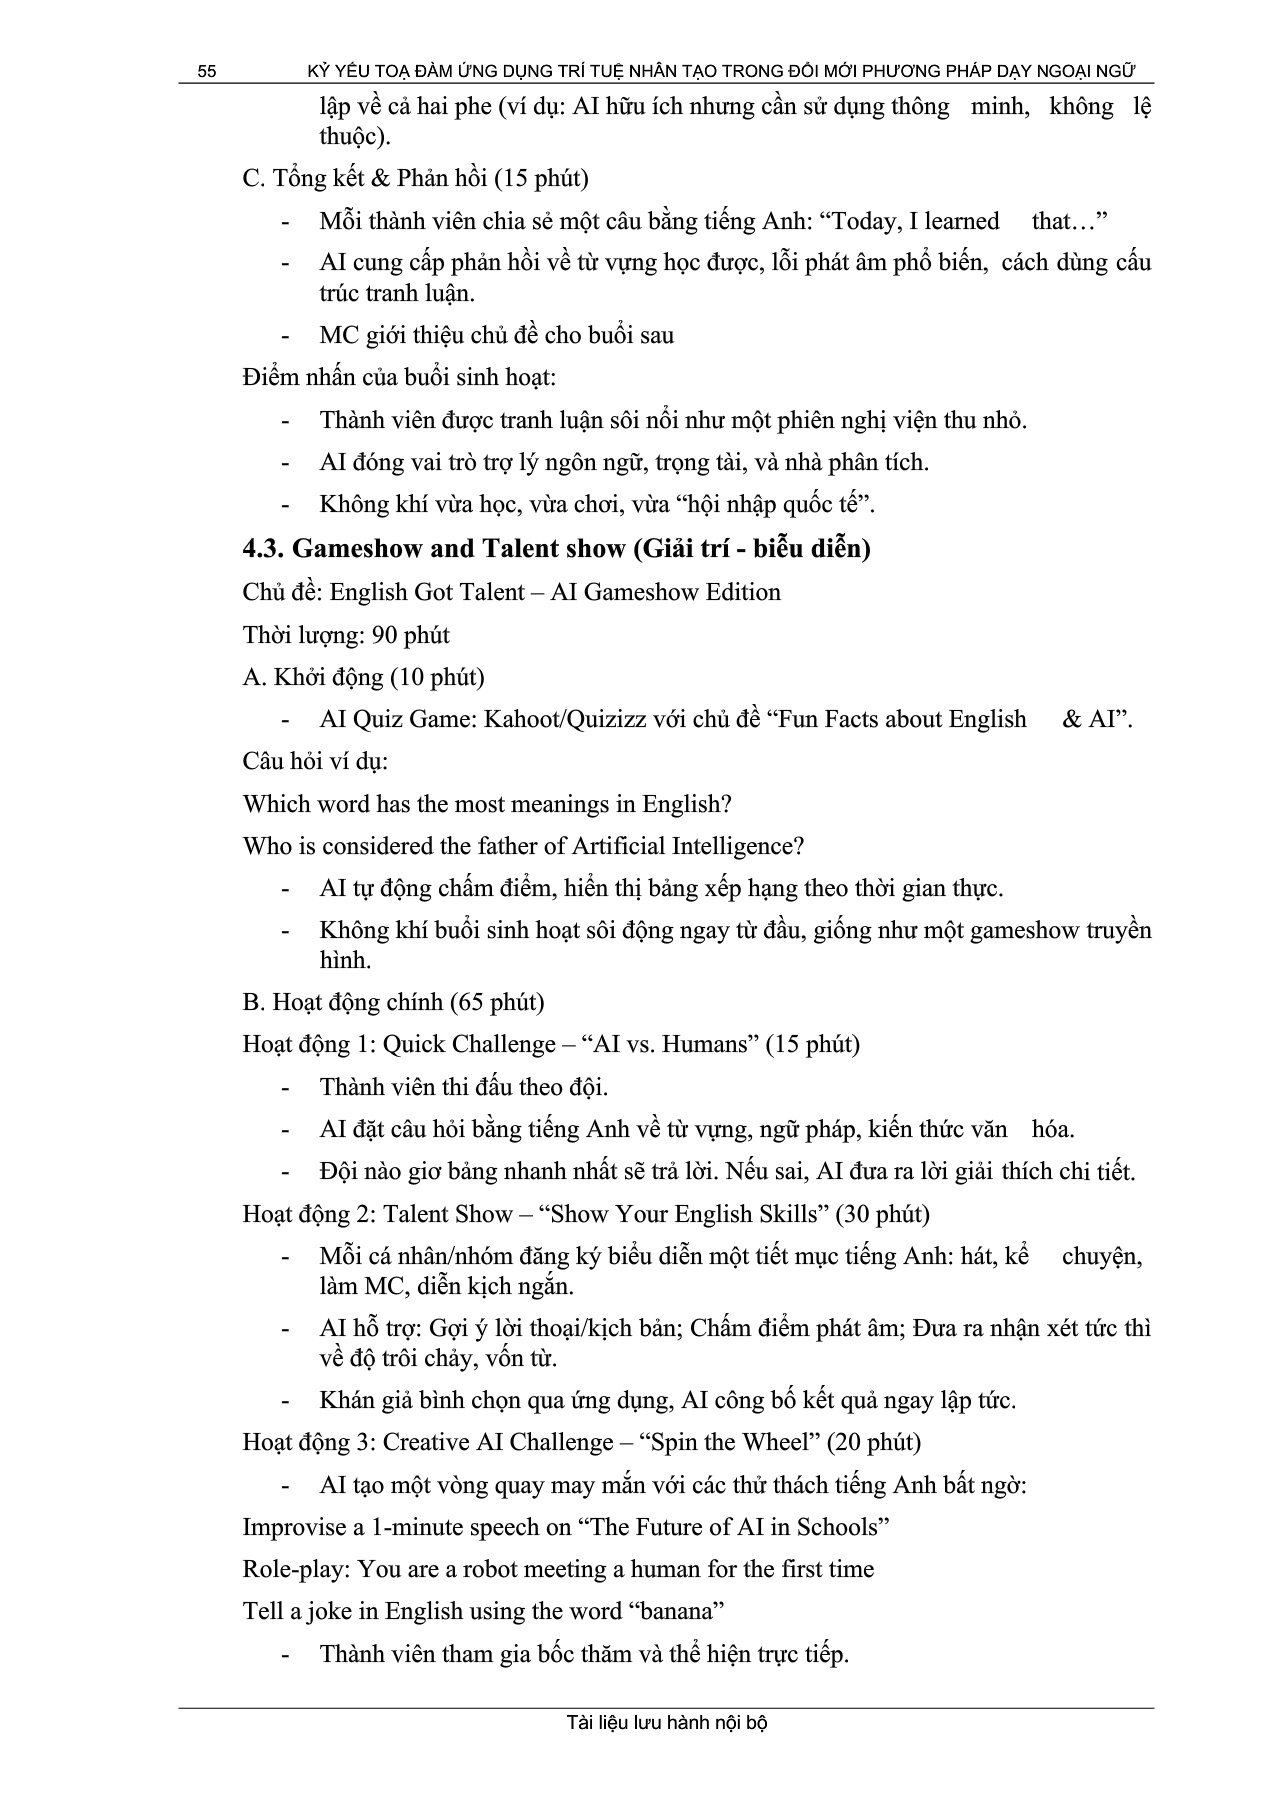 55 KỶ YẾU TOẠ ĐÀM ỨNG DỤNG TRÍ TUỆ NHÂN TẠO TRONG ĐỔI MỚI PHƯƠNG PHÁP DẠY NGOẠI NGỮ
lập về cả hai phe (ví dụ: AI hữu ích nhưng cần sử dụng thông minh, không lệ
thuộc).
C. Tổng kết & Phản hồi (15 phút)
- Mỗi thành viên chia sẻ một câu bằng tiếng Anh: “Today, I learned that…”
- AI cung cấp phản hồi về từ vựng học được, lỗi phát âm phổ biến, cách dùng cấu
trúc tranh luận.
- MC giới thiệu chủ đề cho buổi sau
Điểm nhấn của buổi sinh hoạt:
- Thành viên được tranh luận sôi nổi như một phiên nghị viện thu nhỏ.
- AI đóng vai trò trợ lý ngôn ngữ, trọng tài, và nhà phân tích.
- Không khí vừa học, vừa chơi, vừa “hội nhập quốc tế”.
4.3. Gameshow and Talent show (Giải trí - biểu diễn)
Chủ đề: English Got Talent – AI Gameshow Edition
Thời lượng: 90 phút
A. Khởi động (10 phút)
- AI Quiz Game: Kahoot/Quizizz với chủ đề “Fun Facts about English & AI”.
Câu hỏi ví dụ:
Which word has the most meanings in English?
Who is considered the father of Artificial Intelligence?
- AI tự động chấm điểm, hiển thị bảng xếp hạng theo thời gian thực.
- Không khí buổi sinh hoạt sôi động ngay từ đầu, giống như một gameshow truyền
hình.
B. Hoạt động chính (65 phút)
Hoạt động 1: Quick Challenge – “AI vs. Humans” (15 phút)
- Thành viên thi đấu theo đội.
- AI đặt câu hỏi bằng tiếng Anh về từ vựng, ngữ pháp, kiến thức văn hóa.
- Đội nào giơ bảng nhanh nhất sẽ trả lời. Nếu sai, AI đưa ra lời giải thích chi tiết.
Hoạt động 2: Talent Show – “Show Your English Skills” (30 phút)
- Mỗi cá nhân/nhóm đăng ký biểu diễn một tiết mục tiếng Anh: hát, kể chuyện,
làm MC, diễn kịch ngắn.
- AI hỗ trợ: Gợi ý lời thoại/kịch bản; Chấm điểm phát âm; Đưa ra nhận xét tức thì
về độ trôi chảy, vốn từ.
- Khán giả bình chọn qua ứng dụng, AI công bố kết quả ngay lập tức.
Hoạt động 3: Creative AI Challenge – “Spin the Wheel” (20 phút)
- AI tạo một vòng quay may mắn với các thử thách tiếng Anh bất ngờ:
Improvise a 1-minute speech on “The Future of AI in Schools”
Role-play: You are a robot meeting a human for the first time
Tell a joke in English using the word “banana”
- Thành viên tham gia bốc thăm và thể hiện trực tiếp.
Tài liệu lưu hành nội bộ